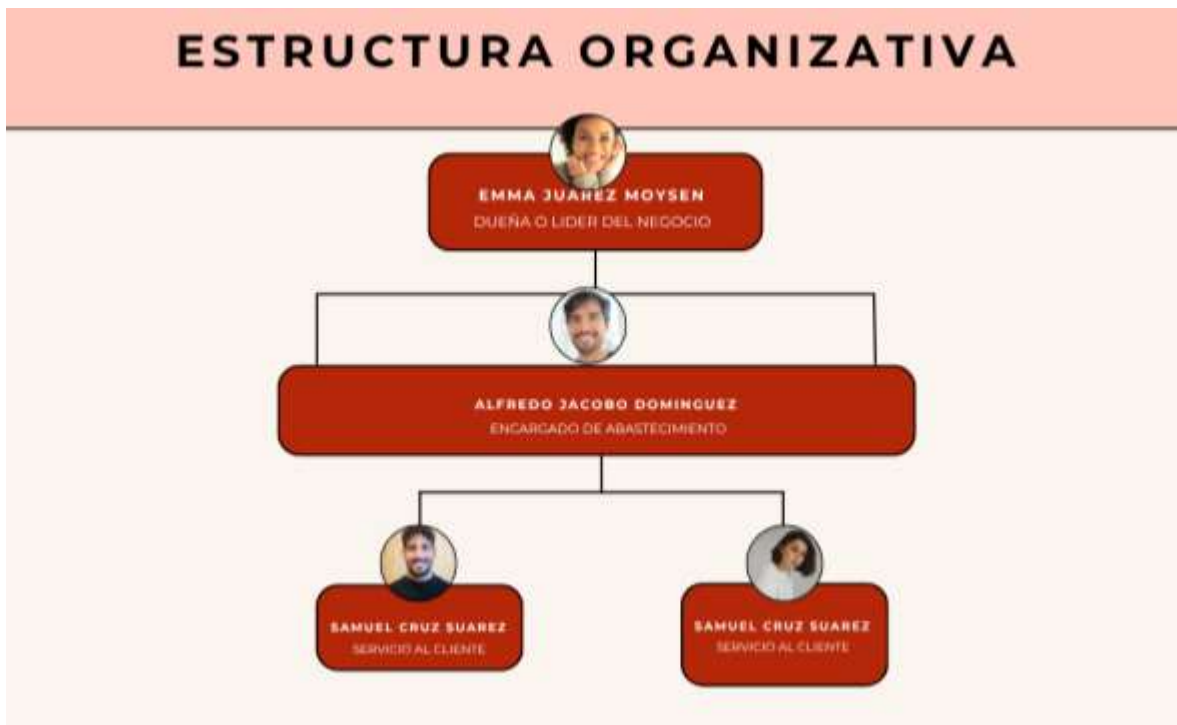 ESTRUCTURA ORGANIZATIVA
EMMA JUAREZ MOYSEN
DUEÑA O LIDER DEL NEGOCIO
ALFREDO JACOBO DOMINGUEZ
ENCARGADO DE ABASTECIMIENTO
SAMUEL CRUZ SUAREZ
SERVICIO AL CLIENTE
SAMUEL CRUZ SUAREZ
SERVICIO AL CLIENTE